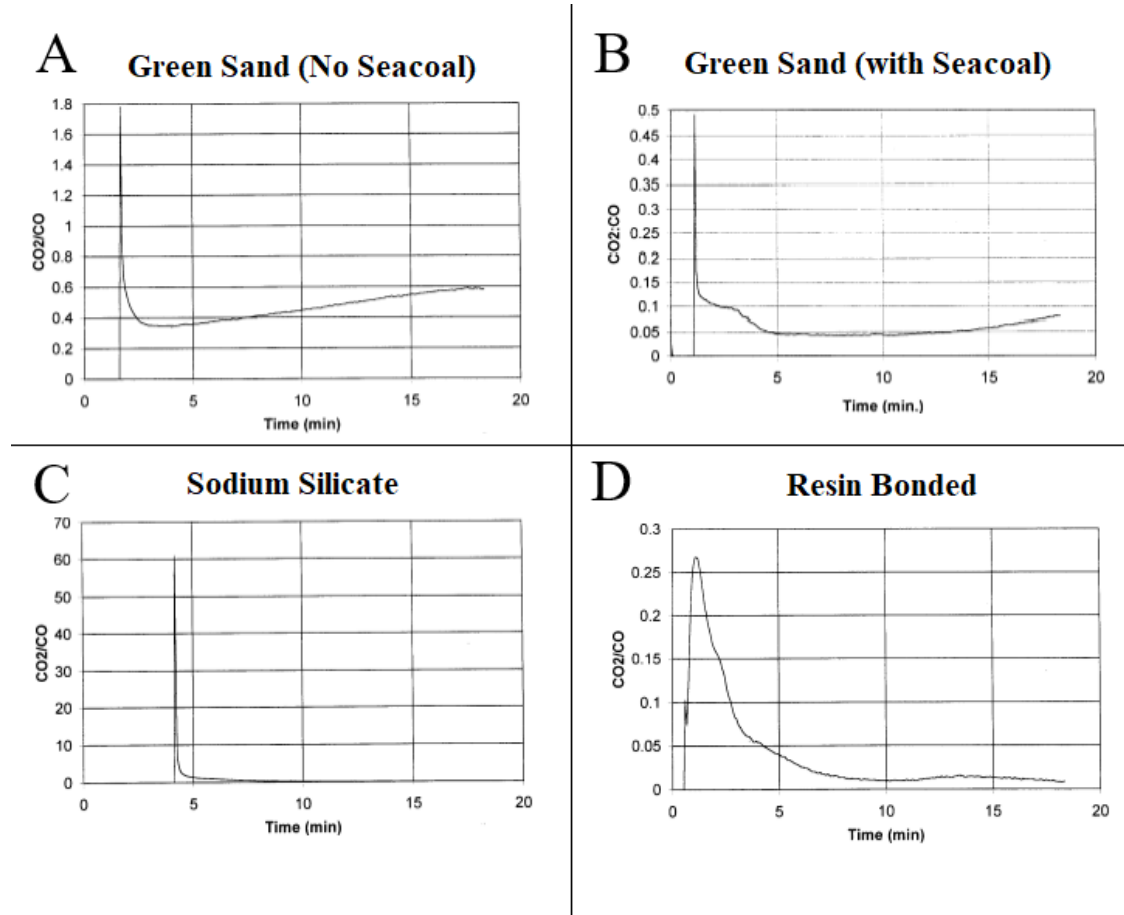 A
Green Sand (No Seacoal)
1.8
1.6
1.4
1.2
1
0.8
0.6
0.4
0.2
0
CO2/CO
0 5 10 15 20
Time (min)
B
Green Sand (with Seacoal)
0.5
0.45
0.4
0.35
0.3
0.25
0.2
0.15
0.1
0.05
0
CO2:CO
0 5 10 15 20
Time (min.)
C
Sodium Silicate
70
60
50
40
30
20
10
0
CO2/CO
0 5 10 15 20
Time (min)
D
Resin Bonded
0.3
0.25
0.2
0.15
0.1
0.05
0
CO2/CO
0 5 10 15 20
Time (min)